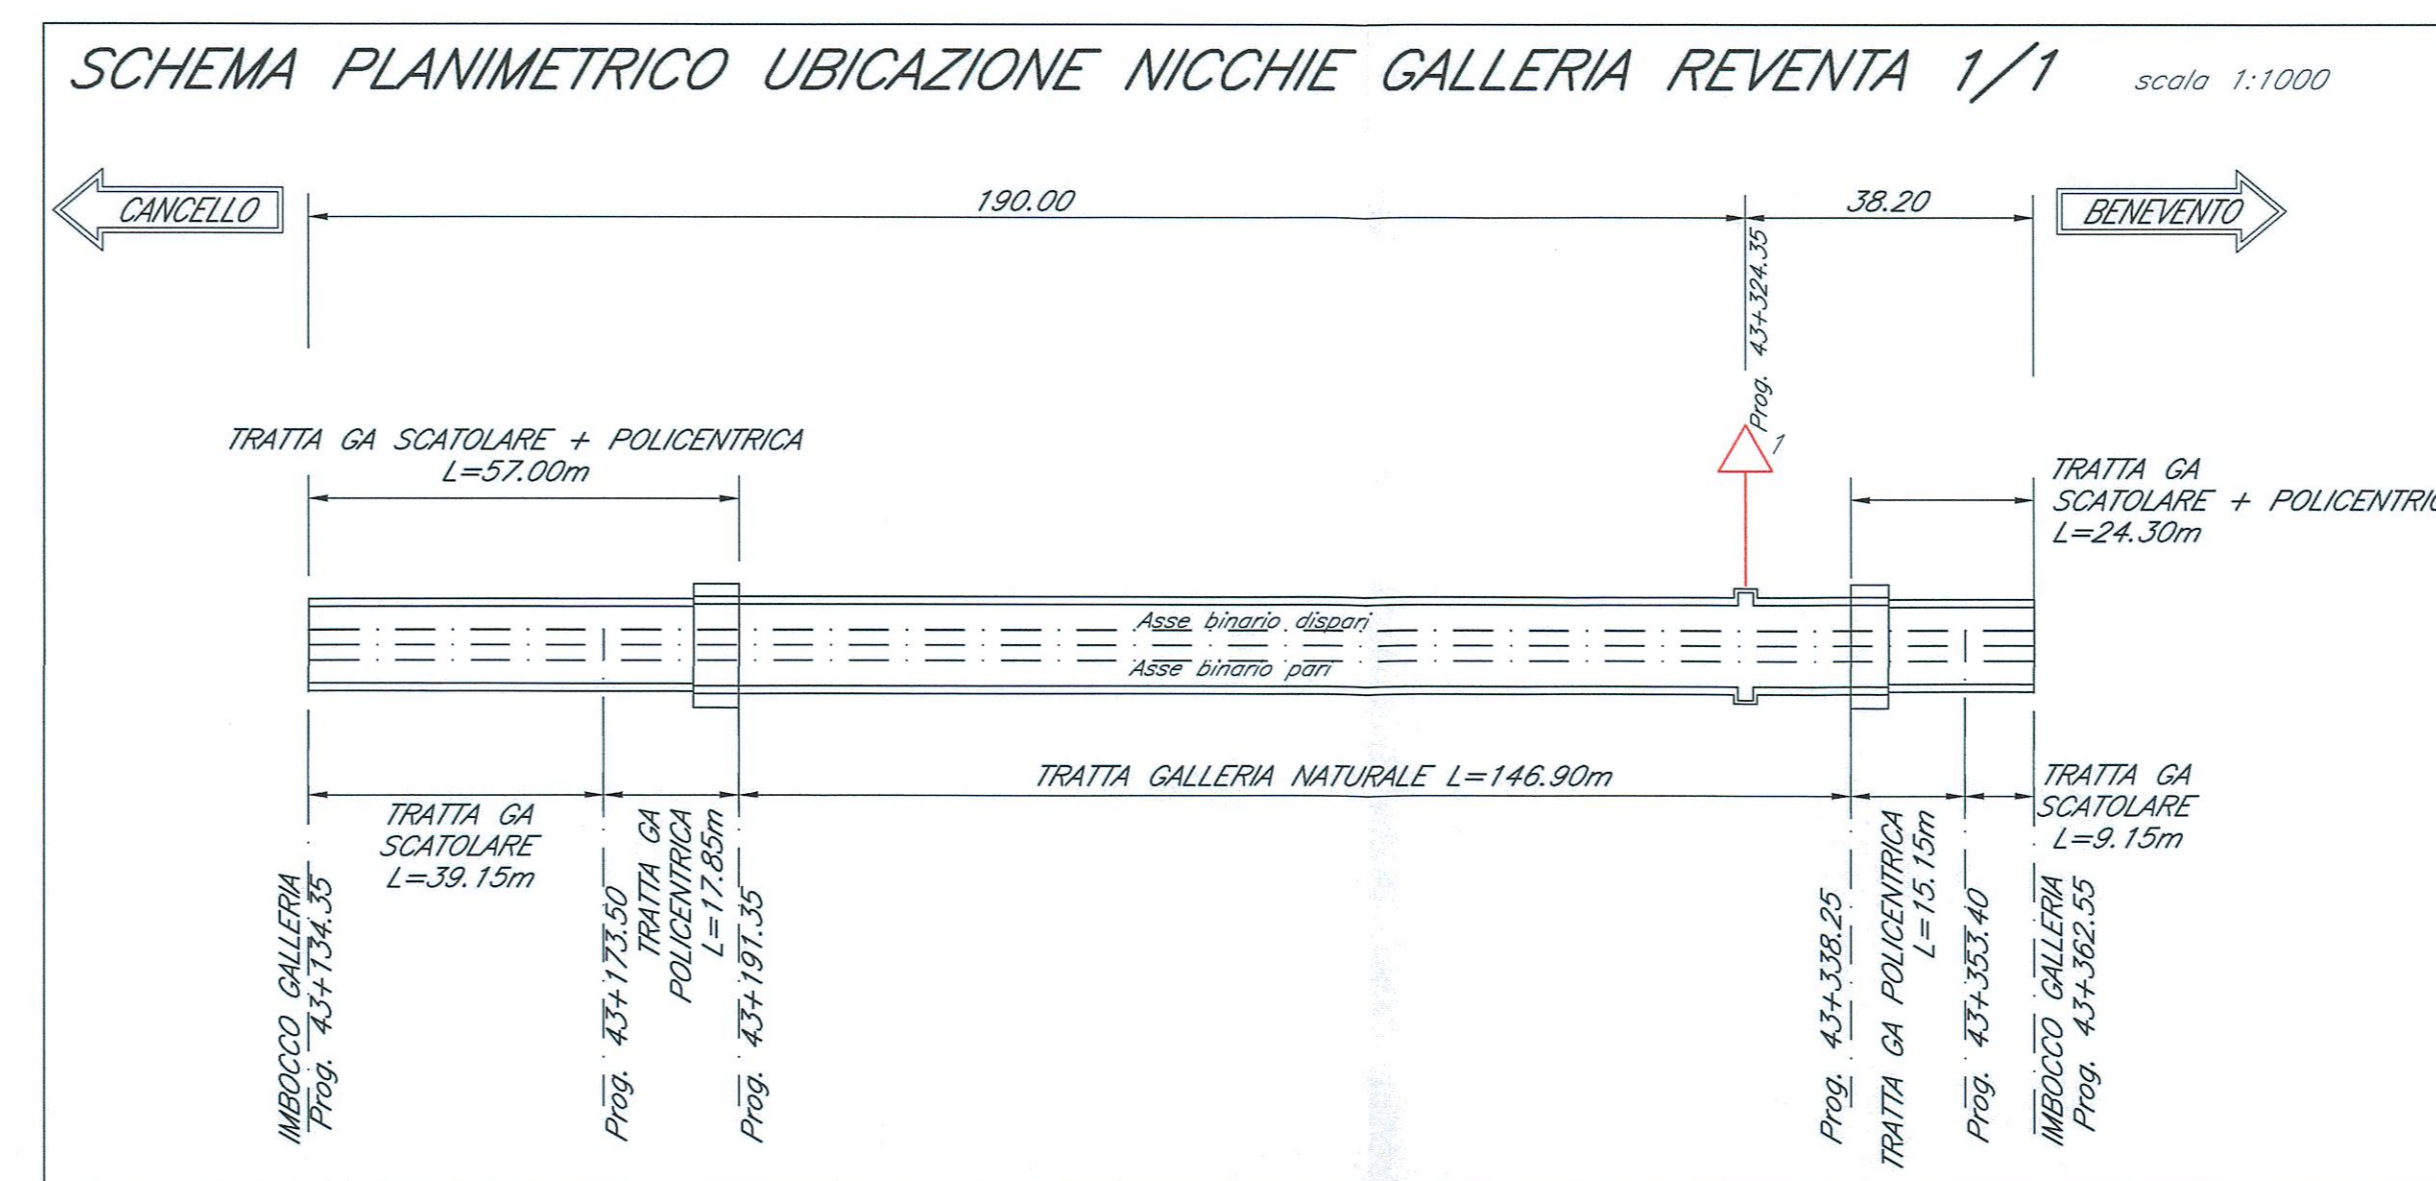 SCHEMA PLANIMETRICO UBICAZIONE NICCHIE GALLERIA REVENTA 1/1 scala 1:1000
CANCELLO
190.00
38.20
BENEVENTO
Prog. 43+324.35
1
TRATTA GA SCATOLARE + POLICENTRICA
L=57.00m
TRATTA GA
SCATOLARE + POLICENTRIC
L=24.30m
Asse binario dispari
Asse binario pari
TRATTA GALLERIA NATURALE L=146.90m
TRATTA GA
SCATOLARE
L=39.15m
TRATTA GA
POLICENTRICA
L=17.85m
TRATTA GA POLICENTRICA
L=15.15m
TRATTA GA
SCATOLARE
L=9.15m
IMBOCCO GALLERIA
Prog. 43+134.35
Prog. 43+173.50
Prog. 43+191.35
Prog. 43+338.25
Prog. 43+353.40
IMBOCCO GALLERIA
Prog. 43+362.55